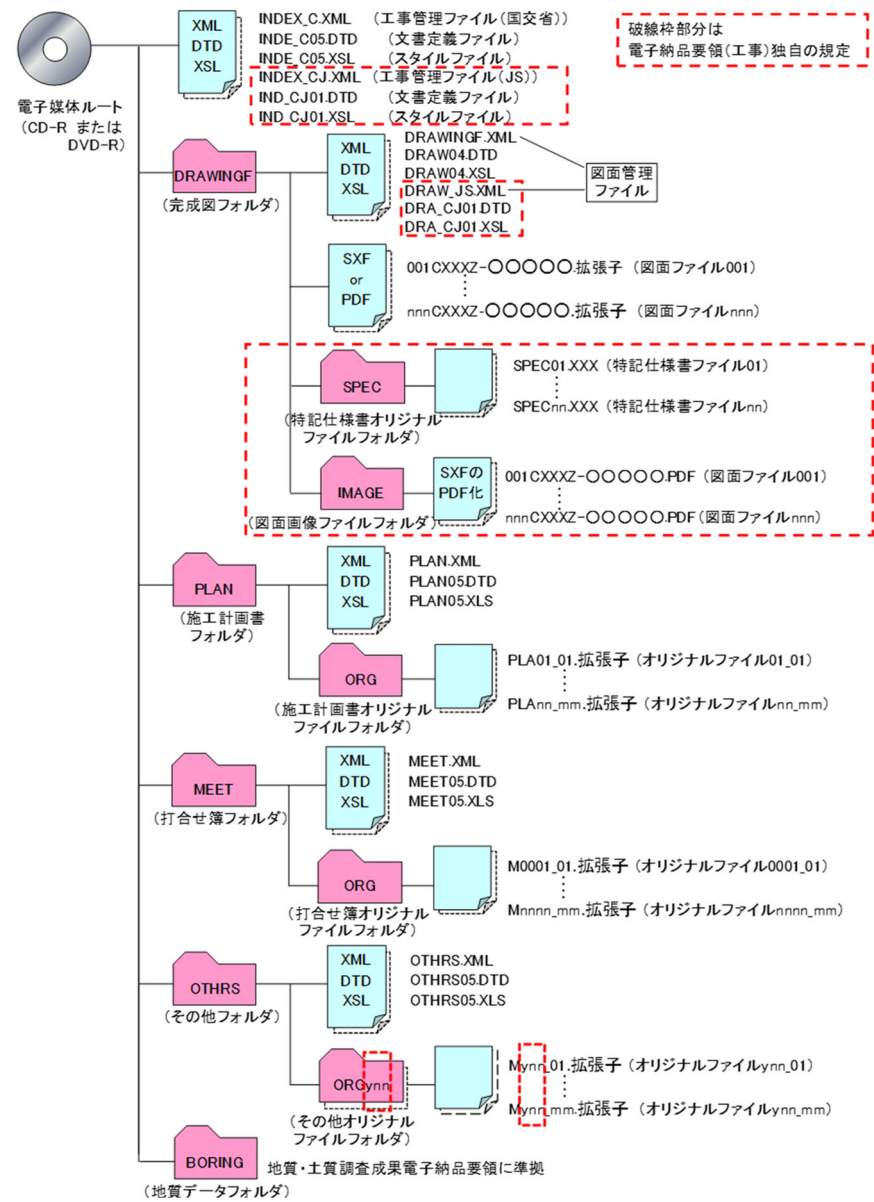 破線枠部分は
電子納品要領(工事)独自の規定
XML
DTD
XSL
INDEX_C.XML (工事管理ファイル(国交省))
INDE_C05.DTD (文書定義ファイル)
INDE_C05.XSL (スタイルファイル)
INDEX_CJ.XML (工事管理ファイル(JS))
IND_CJ01.DTD (文書定義ファイル)
IND_CJ01.XSL (スタイルファイル)
電子媒体ルート
(CD-R または
DVD-R)
DRAWINGF
(完成図フォルダ)
XML
DTD
XSL
DRAWINGF.XML
DRAW04.DTD
DRAW04.XSL
DRAW_JS.XML
DRA_CJ01.DTD
DRA_CJ01.XSL
図面管理
ファイル
SXF
or
PDF
001CXXXZ-〇〇〇〇〇.拡張子 (図面ファイル001)
nnnCXXXZ-〇〇〇〇〇.拡張子 (図面ファイルnnn)
SPEC
(特記仕様書オリジナル
ファイルフォルダ)
SPEC01.XXX (特記仕様書ファイル01)
SPECnn.XXX (特記仕様書ファイルnn)
IMAGE
(図面画像ファイルフォルダ)
SXFの
PDF化
001CXXXZ-〇〇〇〇〇.PDF (図面ファイル001)
nnnCXXXZ-〇〇〇〇〇.PDF(図面ファイルnnn)
PLAN
(施工計画書
フォルダ)
XML
DTD
XSL
PLAN.XML
PLAN05.DTD
PLAN05.XLS
ORG
(施工計画書オリジナル
ファイルフォルダ)
PLA01_01.拡張子 (オリジナルファイル01_01)
PLAnn_mm.拡張子 (オリジナルファイルnn_mm)
MEET
(打合せ簿フォルダ)
XML
DTD
XSL
MEET.XML
MEET05.DTD
MEET05.XLS
ORG
(打合せ簿オリジナル
ファイルフォルダ)
M0001_01.拡張子 (オリジナルファイル0001_01)
Mnnnn_mm.拡張子 (オリジナルファイルnnnn_mm)
OTHRS
(その他フォルダ)
XML
DTD
XSL
OTHRS.XML
OTHRS05.DTD
OTHRS05.XLS
ORGynn
(その他オリジナル
ファイルフォルダ)
Mynn_01.拡張子 (オリジナルファイルynn_01)
Mynn_mm.拡張子 (オリジナルファイルynn_mm)
BORING
(地質データフォルダ)
地質・土質調査成果電子納品要領に準拠